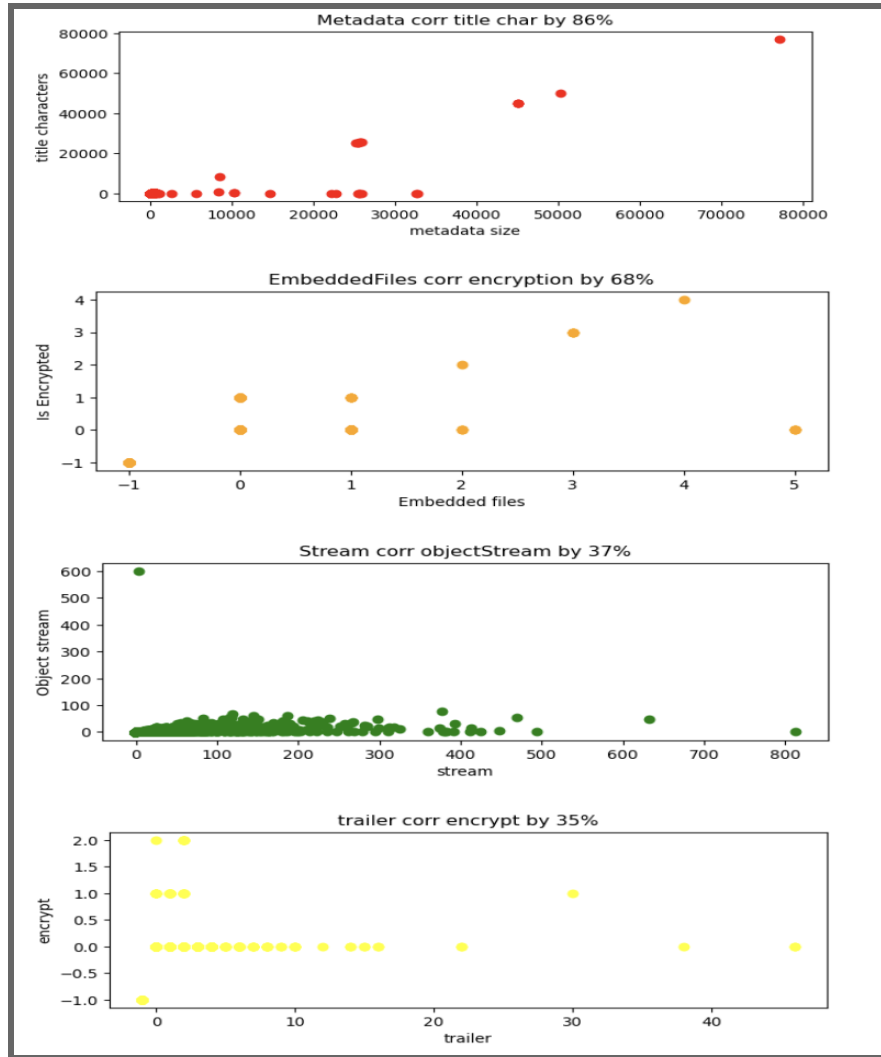 Metadata corr title char by 86%
80000
60000
40000
20000
0
title characters
0 10000 20000 30000 40000 50000 60000 70000 80000
metadata size
EmbeddedFiles corr encryption by 68%
4
3
2
1
0
−1
Is Encrypted
−1 0 1 2 3 4 5
Embedded files
Stream corr objectStream by 37%
600
500
400
300
200
100
0
Object stream
0 100 200 300 400 500 600 700 800
stream
trailer corr encrypt by 35%
2.0
1.5
1.0
0.5
0.0
−0.5
−1.0
encrypt
0 10 20 30 40
trailer